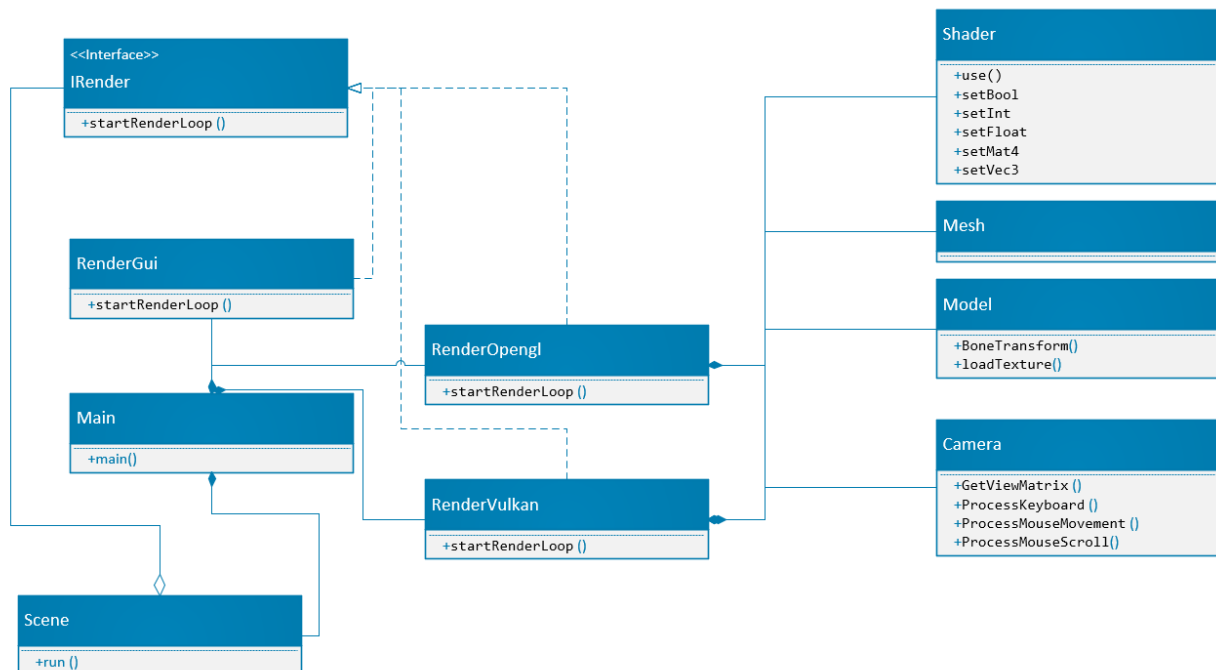 <<Interface>>
IRender
+startRenderLoop ()
RenderGui
+startRenderLoop ()
Main
+main()
Scene
+run ()
RenderOpengl
+startRenderLoop ()
RenderVulkan
+startRenderLoop ()
Shader
+use()
+setBool
+setInt
+setFloat
+setMat4
+setVec3
Mesh
Model
+BoneTransform()
+loadTexture()
Camera
+GetViewMatrix ()
+ProcessKeyboard ()
+ProcessMouseMovement ()
+ProcessMouseScroll()